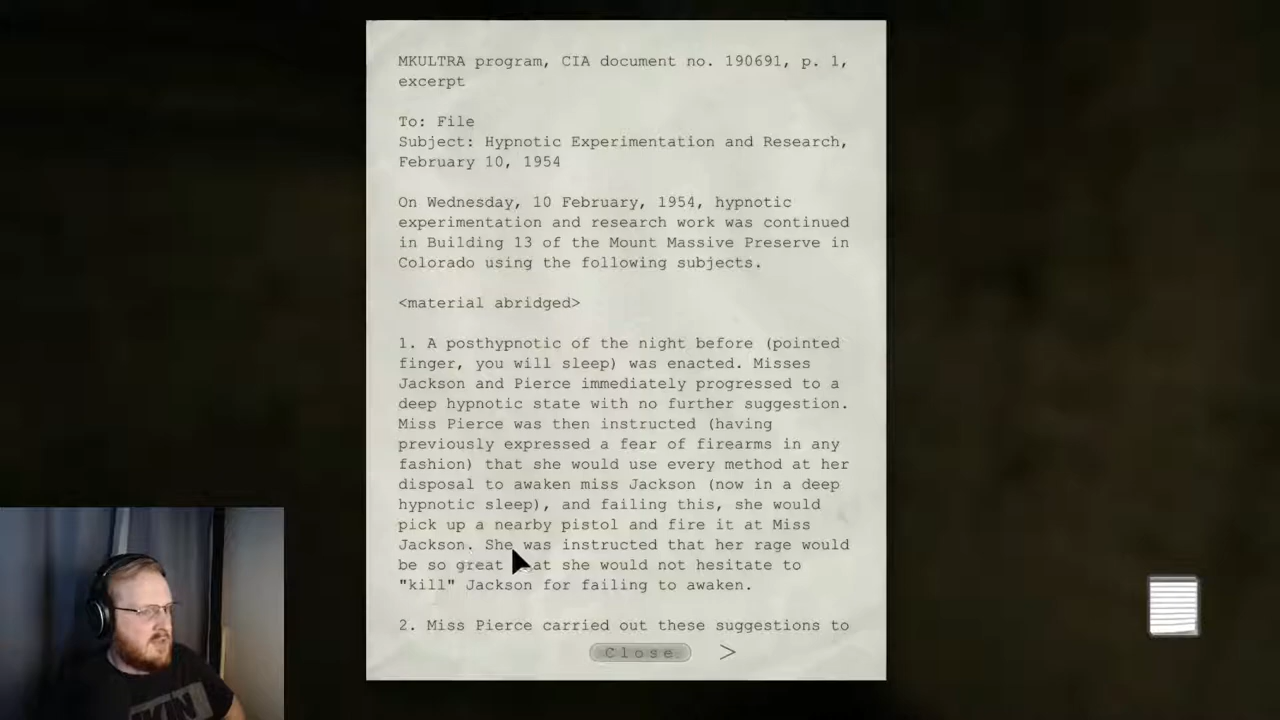 MKULTRA program, CIA document no. 190691, p. 1,
excerpt
To: File
Subject: Hypnotic Experimentation and Research,
February 10, 1954
On Wednesday, 10 February, 1954, hypnotic
experimentation and research work was continued
in Building 13 of the Mount Massive Preserve in
Colorado using the following subjects.
<material abridged>
1. A posthypnotic of the night before (pointed
finger, you will sleep) was enacted. Misses
Jackson and Pierce immediately progressed to a
deep hypnotic state with no further suggestion.
Miss Pierce was then instructed (having
previously expressed a fear of firearms in any
fashion) that she would use every method at her
disposal to awaken miss Jackson (now in a deep
hypnotic sleep), and failing this, she would
pick up a nearby pistol and fire it at Miss
Jackson. She was instructed that her rage would
be so great at she would not hesitate to
"kill" Jackson for failing to awaken.
2. Miss Pierce carried out these suggestions to
Close >